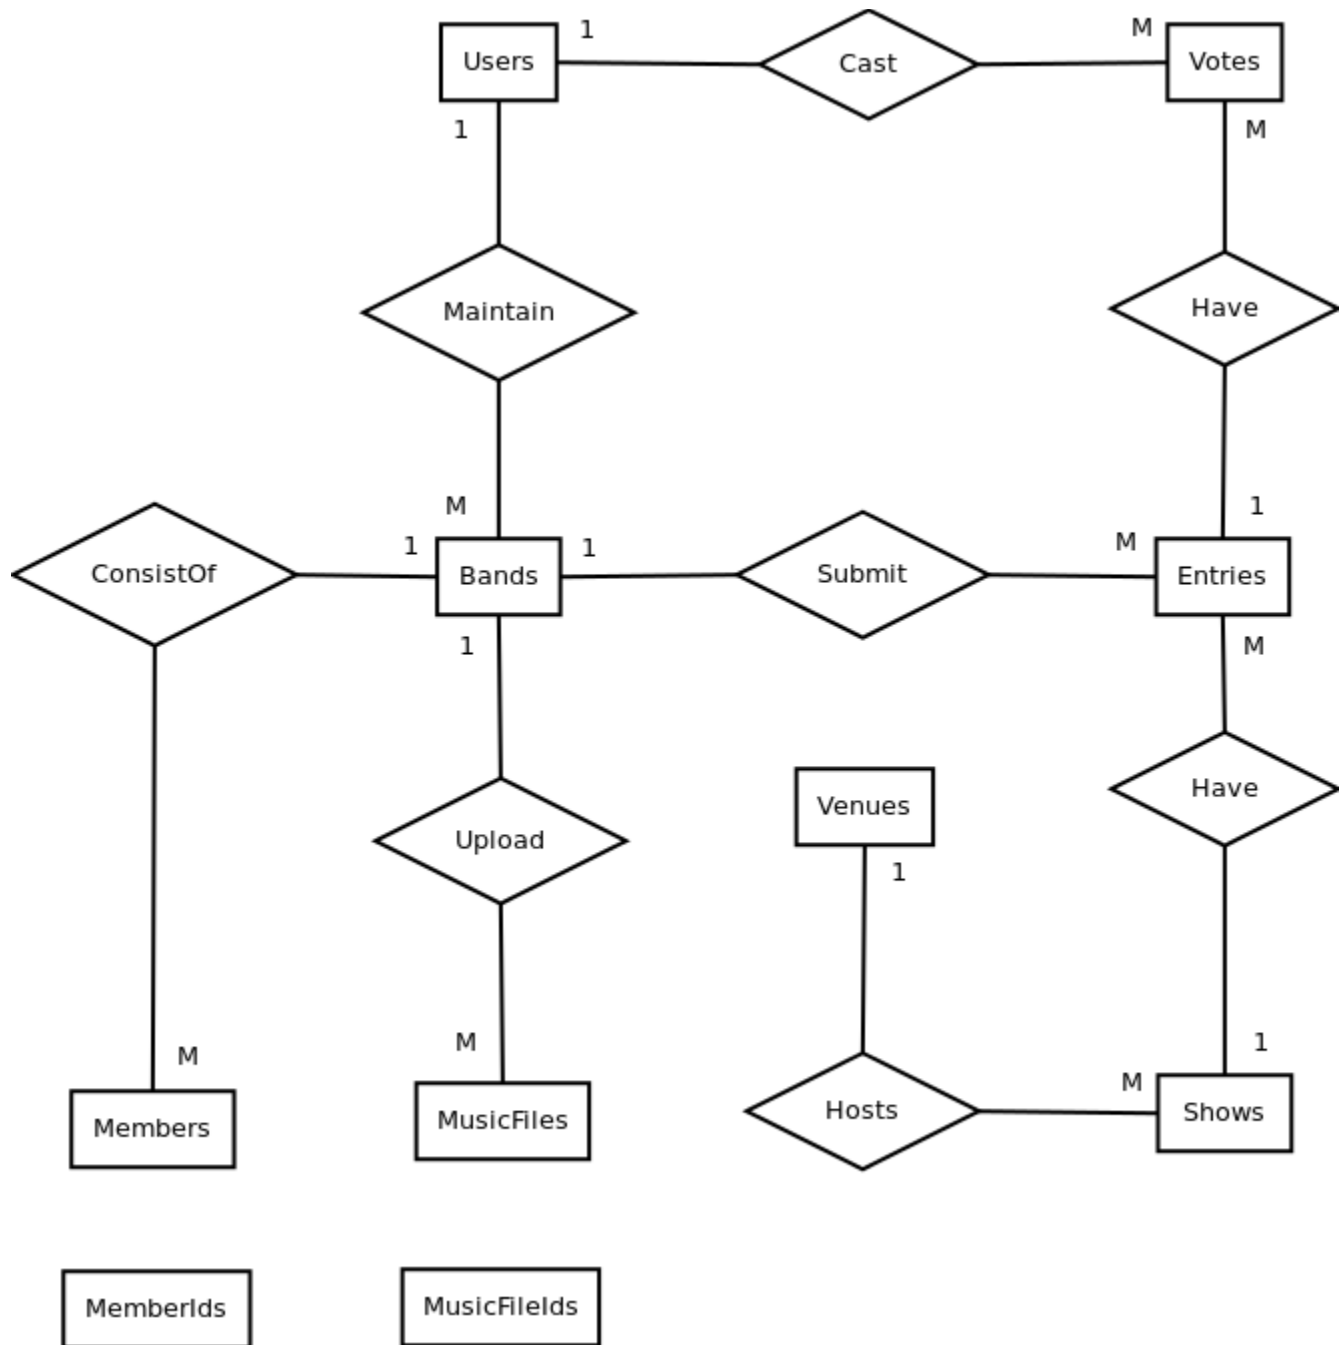 Users
1
Cast
M
Votes
1
M
Maintain
Have
M
1
ConsistOf
1
Bands
1
Submit
M
Entries
1
M
Upload
Venues
1
Have
M
Members
M
MusicFiles
Hosts
M
1
Shows
MemberIds
MusicFileIds